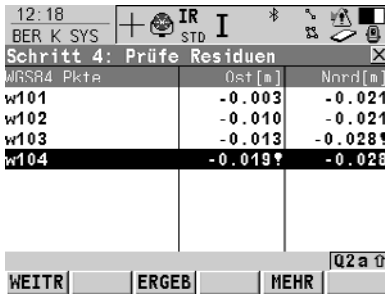 12:18
BER K SYS
IR
STD
I
Schritt 4: Prüfe Residuen
WGS84 Pkte Ost[m] Nord[m]
w101 -0.003 -0.021
w102 -0.010 -0.021
w103 -0.013 -0.028!
w104 -0.019! -0.028
Q2a
WEITR ERGEB MEHR